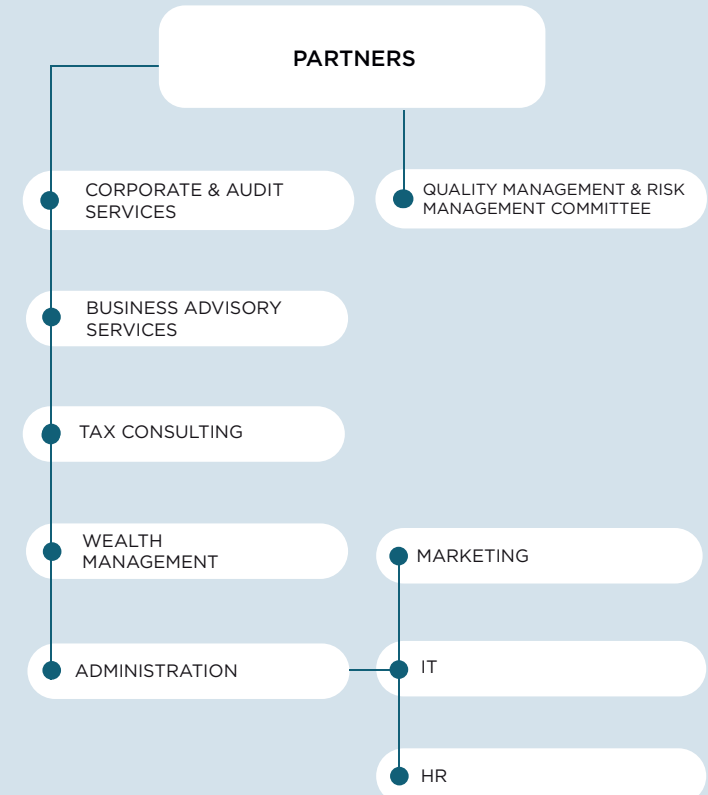 PARTNERS
CORPORATE & AUDIT
SERVICES
QUALITY MANAGEMENT & RISK
MANAGEMENT COMMITTEE
BUSINESS ADVISORY
SERVICES
TAX CONSULTING
WEALTH
MANAGEMENT
MARKETING
ADMINISTRATION
IT
HR